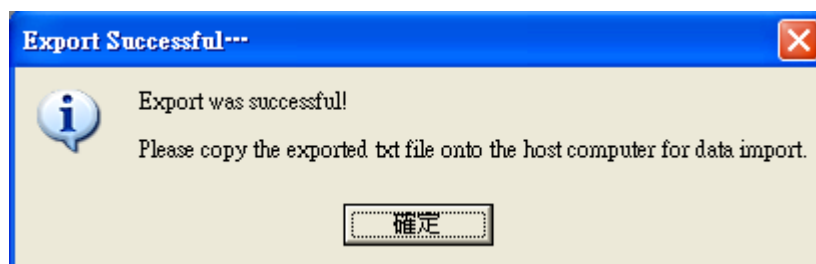 Export Successful---
Export was successful!
Please copy the exported txt file onto the host computer for data import.
確定